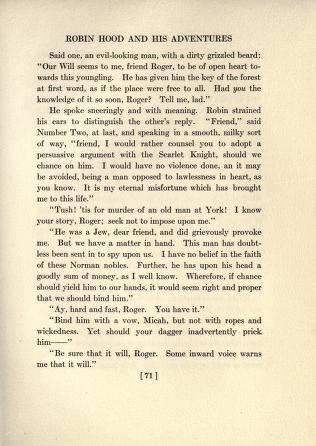 ROBIN HOOD AND HIS ADVENTURES
Said one, an evil-looking man, with a dirty grizzled beard:
"Our Will seems to me, friend Roger, to be of open heart to-
wards this youngling. He has given him the key of the forest
at first word, as if the place were free to all. Had you the
knowledge of it so soon, Roger? Tell me, lad."
He spoke sneeringly and with meaning. Robin strained
his ears to distinguish the other's reply. "Friend," said
Number Two, at last, and speaking in a smooth, milky sort
of way, "friend, I would rather counsel you to adopt a
persuasive argument with the Scarlet Knight, should we
chance on him. I would have no violence done, an it may
be avoided, being a man opposed to lawlessness in heart, as
you know. It is my eternal misfortune which has brought
me to this life."
"Tush! 'tis for murder of an old man at York! I know
your story, Roger; seek not to impose upon me."
"He was a Jew, dear friend, and did grievously provoke
me. But we have a matter in hand. This man has doubt-
less been sent in to spy upon us. I have no belief in the faith
of these Norman nobles. Further, he has upon his head a
goodly sum of money, as I well know. Wherefore, if chance
should yield him to our hands, it would seem right and proper
that we should bind him."
"Ay, hard and fast, Roger. You have it."
"Bind him with a vow, Micah, but not with ropes and
wickedness. Yet should your dagger inadvertently prick
him——"
"Be sure that it will, Roger. Some inward voice warns
me that it will."
[ 71 ]